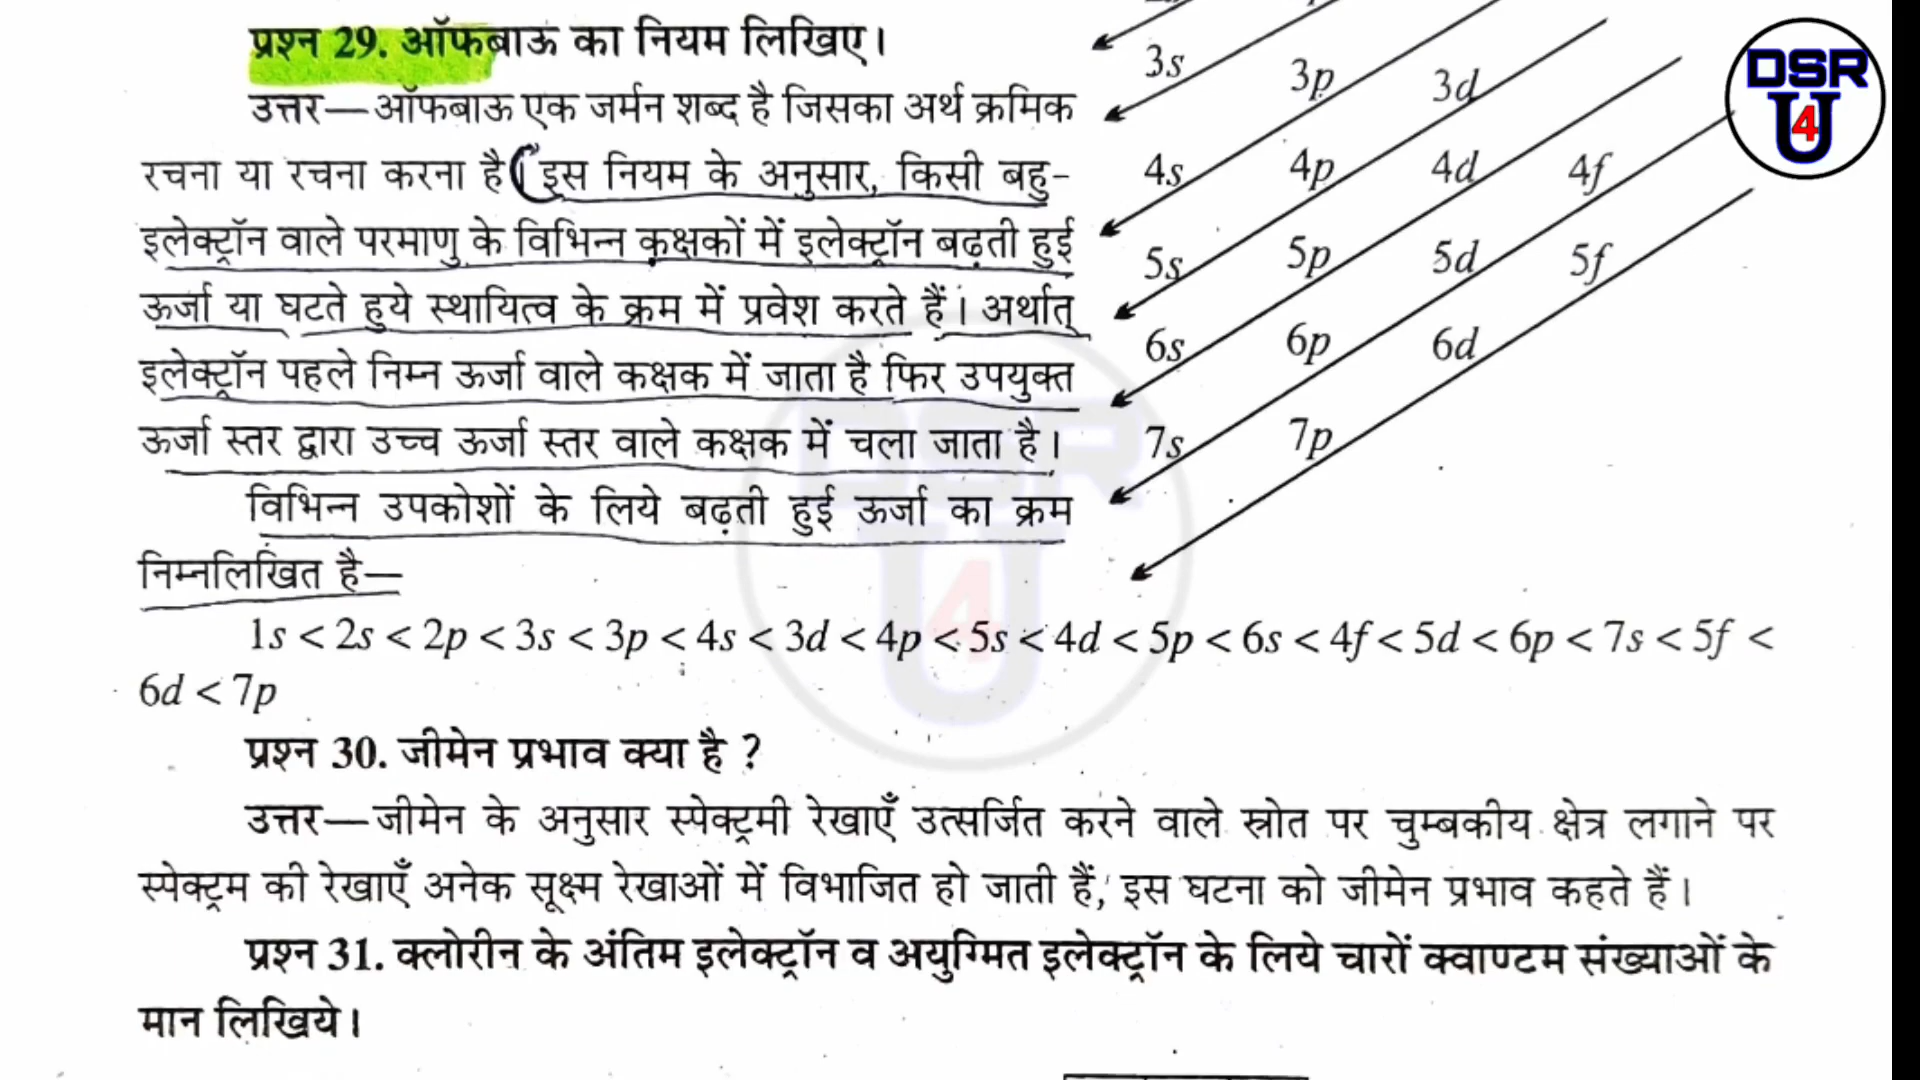 प्रश्न 29. ऑफबाऊ का नियम लिखिए।
उत्तर—ऑफबाऊ एक जर्मन शब्द है जिसका अर्थ क्रमिक
रचना या रचना करना है। इस नियम के अनुसार, किसी बहु-
इलेक्ट्रॉन वाले परमाणु के विभिन्न कक्षकों में इलेक्ट्रॉन बढ़ती हुई
ऊर्जा या घटते हुये स्थायित्व के क्रम में प्रवेश करते हैं। अर्थात्
इलेक्ट्रॉन पहले निम्न ऊर्जा वाले कक्षक में जाता है फिर उपयुक्त
ऊर्जा स्तर द्वारा उच्च ऊर्जा स्तर वाले कक्षक में चला जाता है।
विभिन्न उपकोशों के लिये बढ़ती हुई ऊर्जा का क्रम
निम्नलिखित है—
3s 3p 3d
4s 4p 4d 4f
5s 5p 5d 5f
6s 6p 6d
7s 7p
1s < 2s < 2p < 3s < 3p < 4s < 3d < 4p < 5s < 4d < 5p < 6s < 4f < 5d < 6p < 7s < 5f <
6d < 7p
प्रश्न 30. जीमेन प्रभाव क्या है ?
उत्तर—जीमेन के अनुसार स्पेक्ट्रमी रेखाएँ उत्सर्जित करने वाले स्रोत पर चुम्बकीय क्षेत्र लगाने पर
स्पेक्ट्रम की रेखाएँ अनेक सूक्ष्म रेखाओं में विभाजित हो जाती हैं, इस घटना को जीमेन प्रभाव कहते हैं।
प्रश्न 31. क्लोरीन के अंतिम इलेक्ट्रॉन व अयुग्मित इलेक्ट्रॉन के लिये चारों क्वाण्टम संख्याओं के
मान लिखिये।
DSR
U
4
DSR
U
4